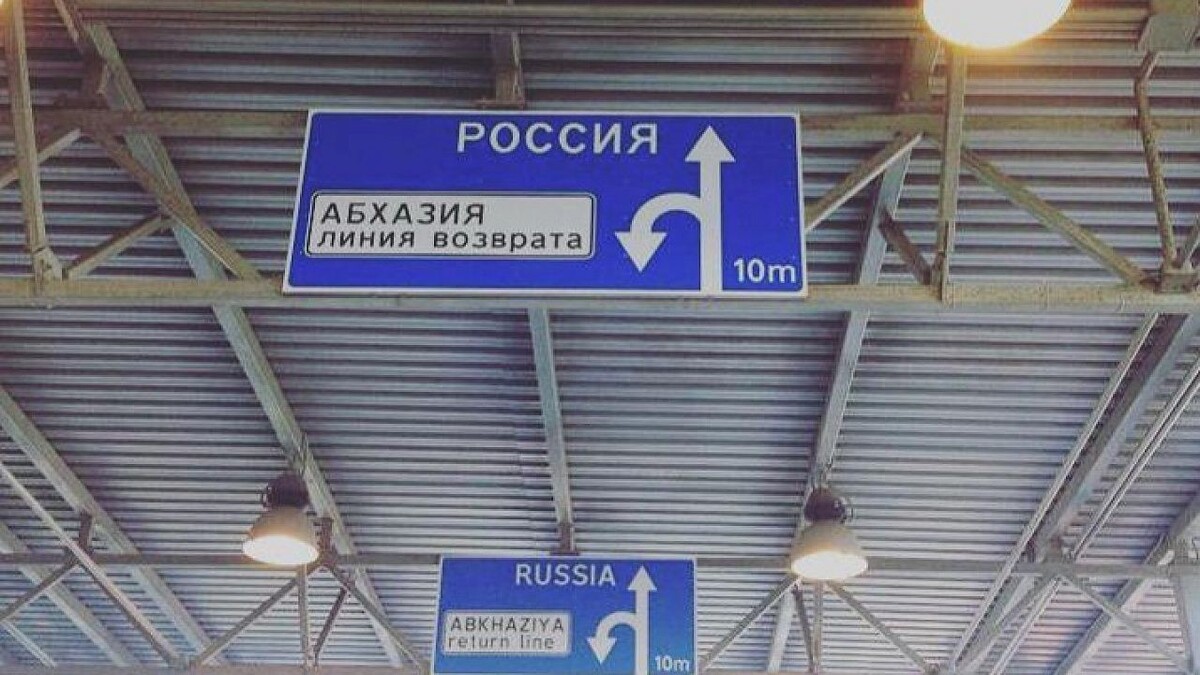 РОССИЯ
АБХАЗИЯ
ЛИНИЯ ВОЗВРАТА
10m
RUSSIA
ABKHAZIYA
return line
10m